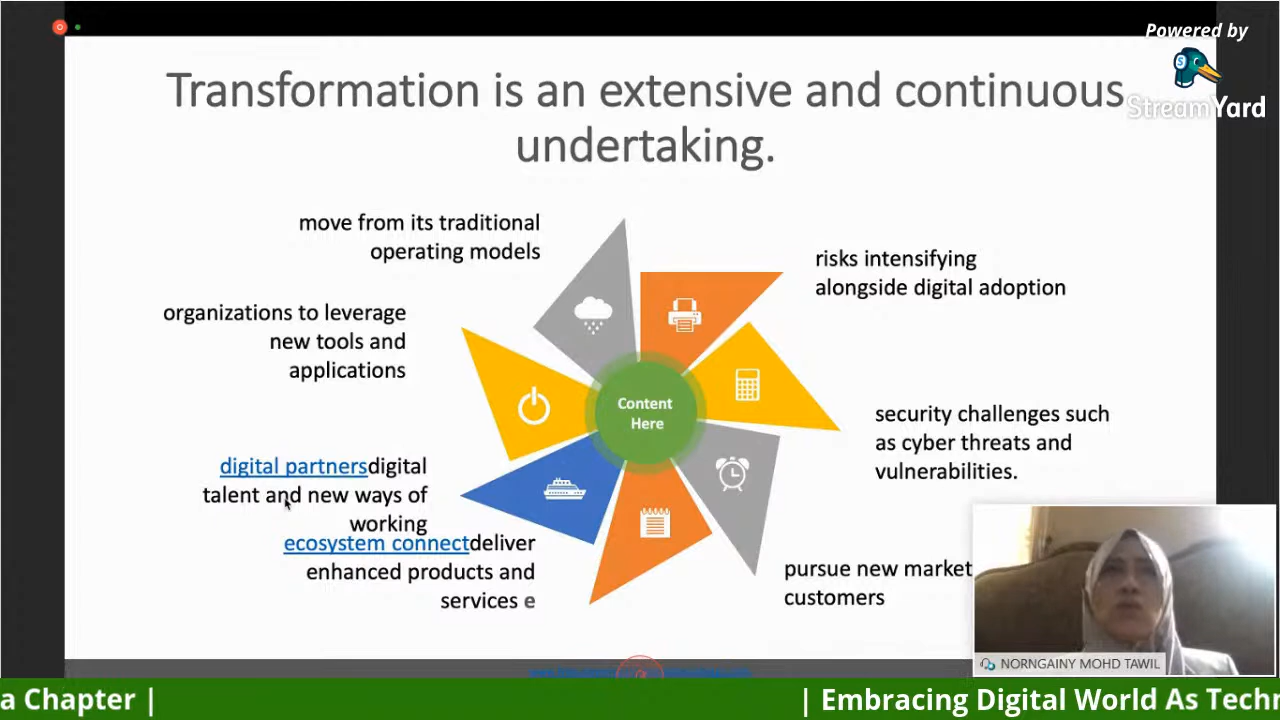 Powered by
StreamYard
Transformation is an extensive and continuous
undertaking.
move from its traditional
operating models
risks intensifying
alongside digital adoption
organizations to leverage
new tools and
applications
Content
Here
security challenges such
as cyber threats and
vulnerabilities.
digital partnersdigital
talent and new ways of
working
ecosystem connectdeliver
enhanced products and
services e
pursue new market
customers
NORNGAINY MOHD TAWIL
a Chapter |
| Embracing Digital World As Techn